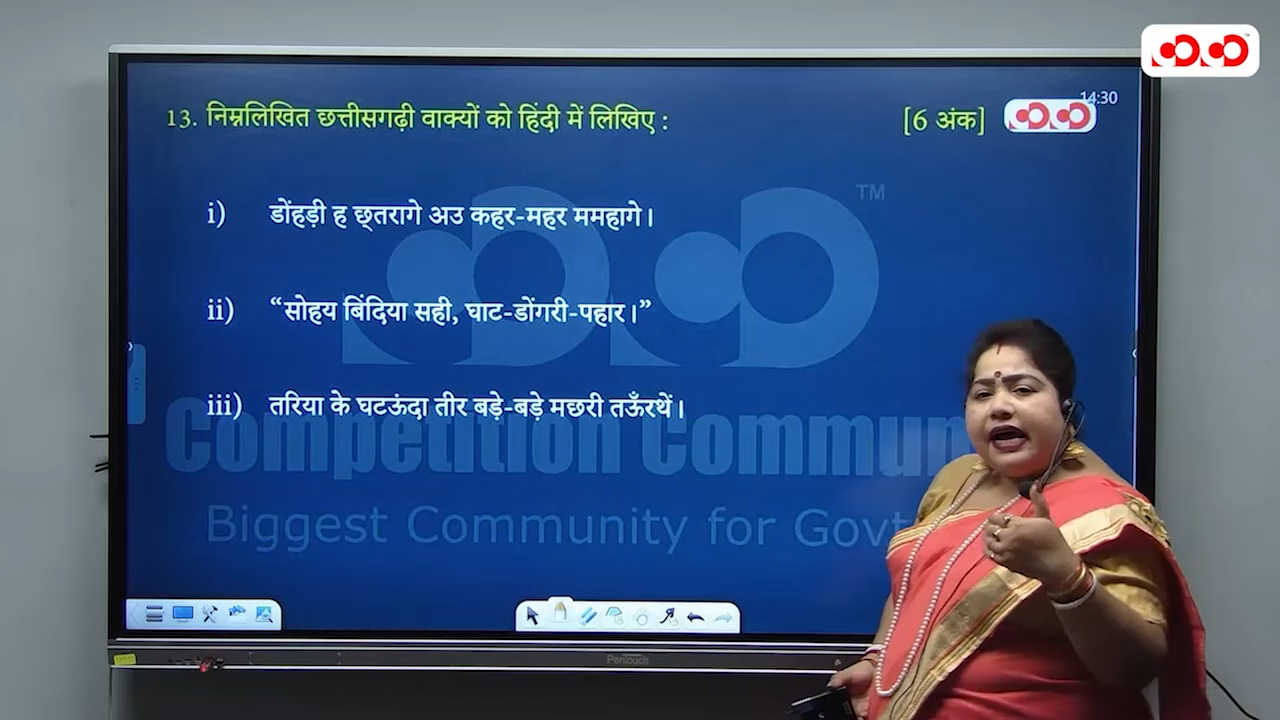 14:30
13. निम्नलिखित छत्तीसगढ़ी वाक्यों को हिंदी में लिखिए : [6 अंक]
TM
i) डोंहड़ी ह छ्तरागे अउ कहर-महर ममहागे।
ii) “सोहय बिंदिया सही, घाट-डोंगरी-पहार।”
iii) तरिया के घटऊंदा तीर बड़े-बड़े मछरी तऊँरथें।
Competition Commun
Biggest Community for Govt
Pentouch